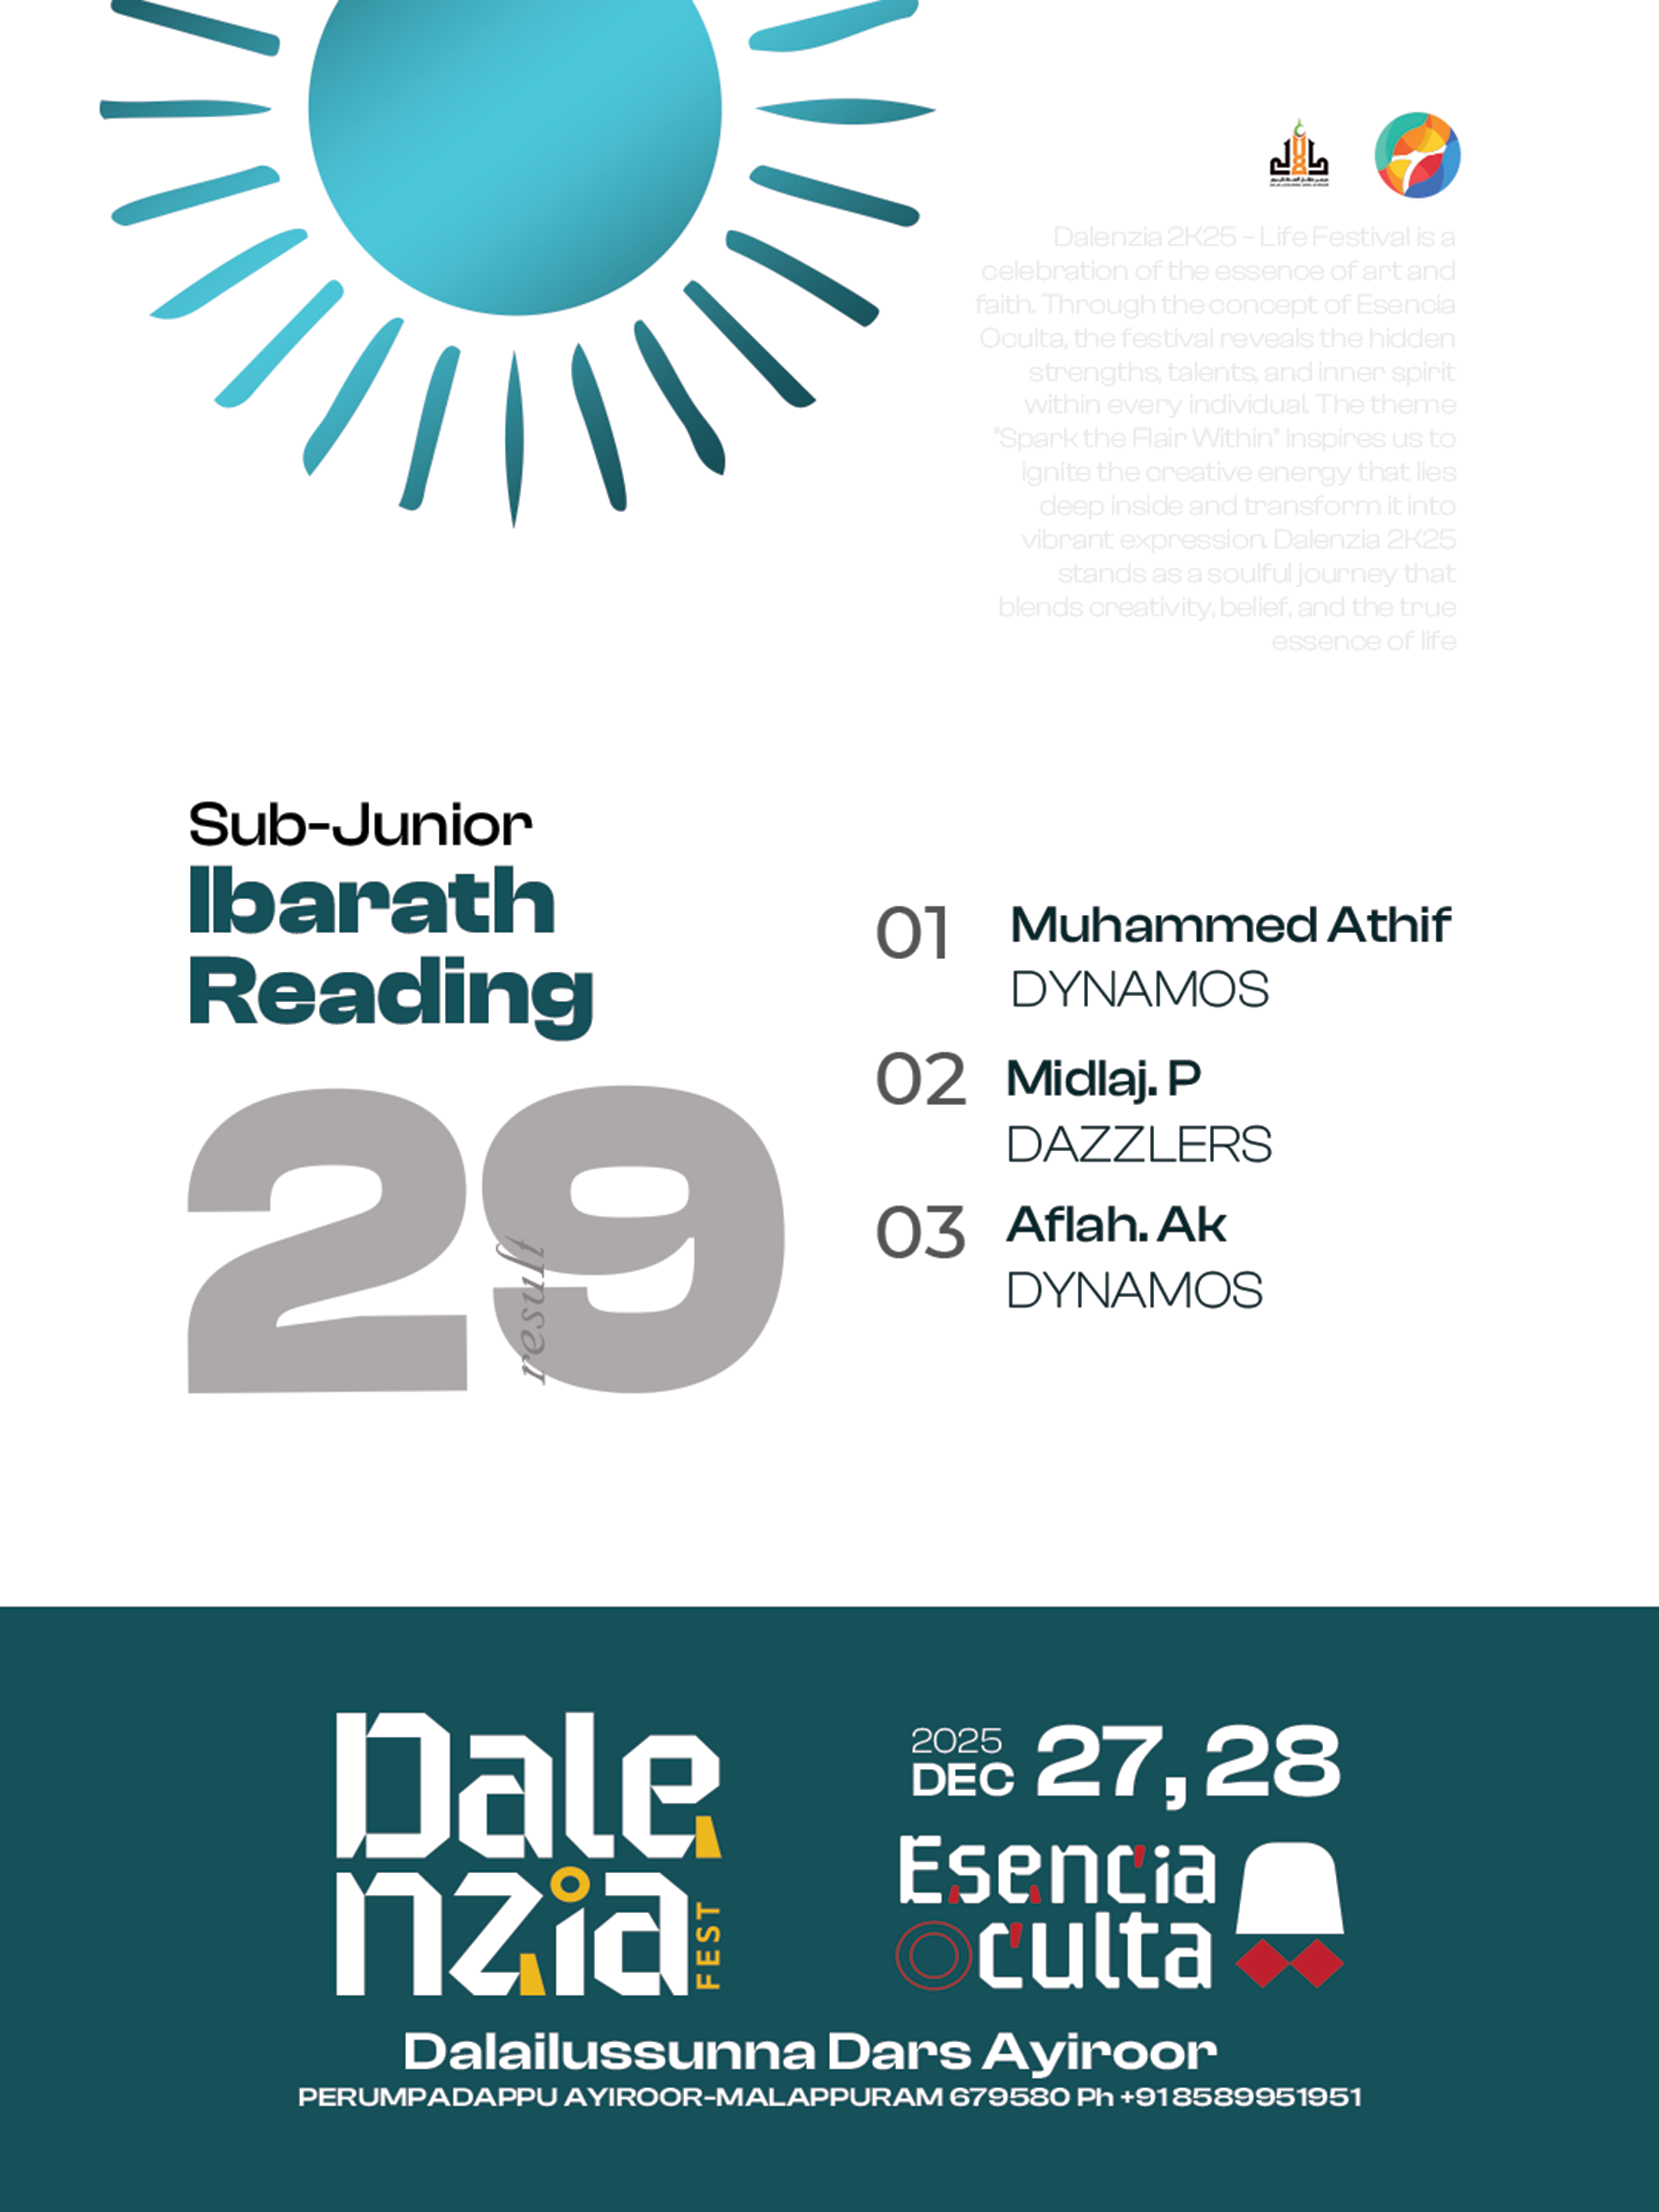 Dalenzia 2K25 - Life Festival is a
celebration of the essence of art and
faith. Through the concept of Esencia
Oculta, the festival reveals the hidden
strengths, talents, and inner spirit
within every individual. The theme
"Spark the Flair Within" inspires us to
ignite the creative energy that lies
deep inside and transform it into
vibrant expression. Dalenzia 2K25
stands as a soulful journey that
blends creativity, belief, and the true
essence of life
Sub-Junior
Ibarath
Reading
29
result
01 Muhammed Athif
DYNAMOS
02 Midlaj. P
DAZZLERS
03 Aflah. Ak
DYNAMOS
Dale
nzia
FEST
2025
DEC 27, 28
Esencia
Oculta
Dalailussunna Dars Ayiroor
PERUMPADAPPU AYIROOR-MALAPPURAM 679580 Ph +918589951951